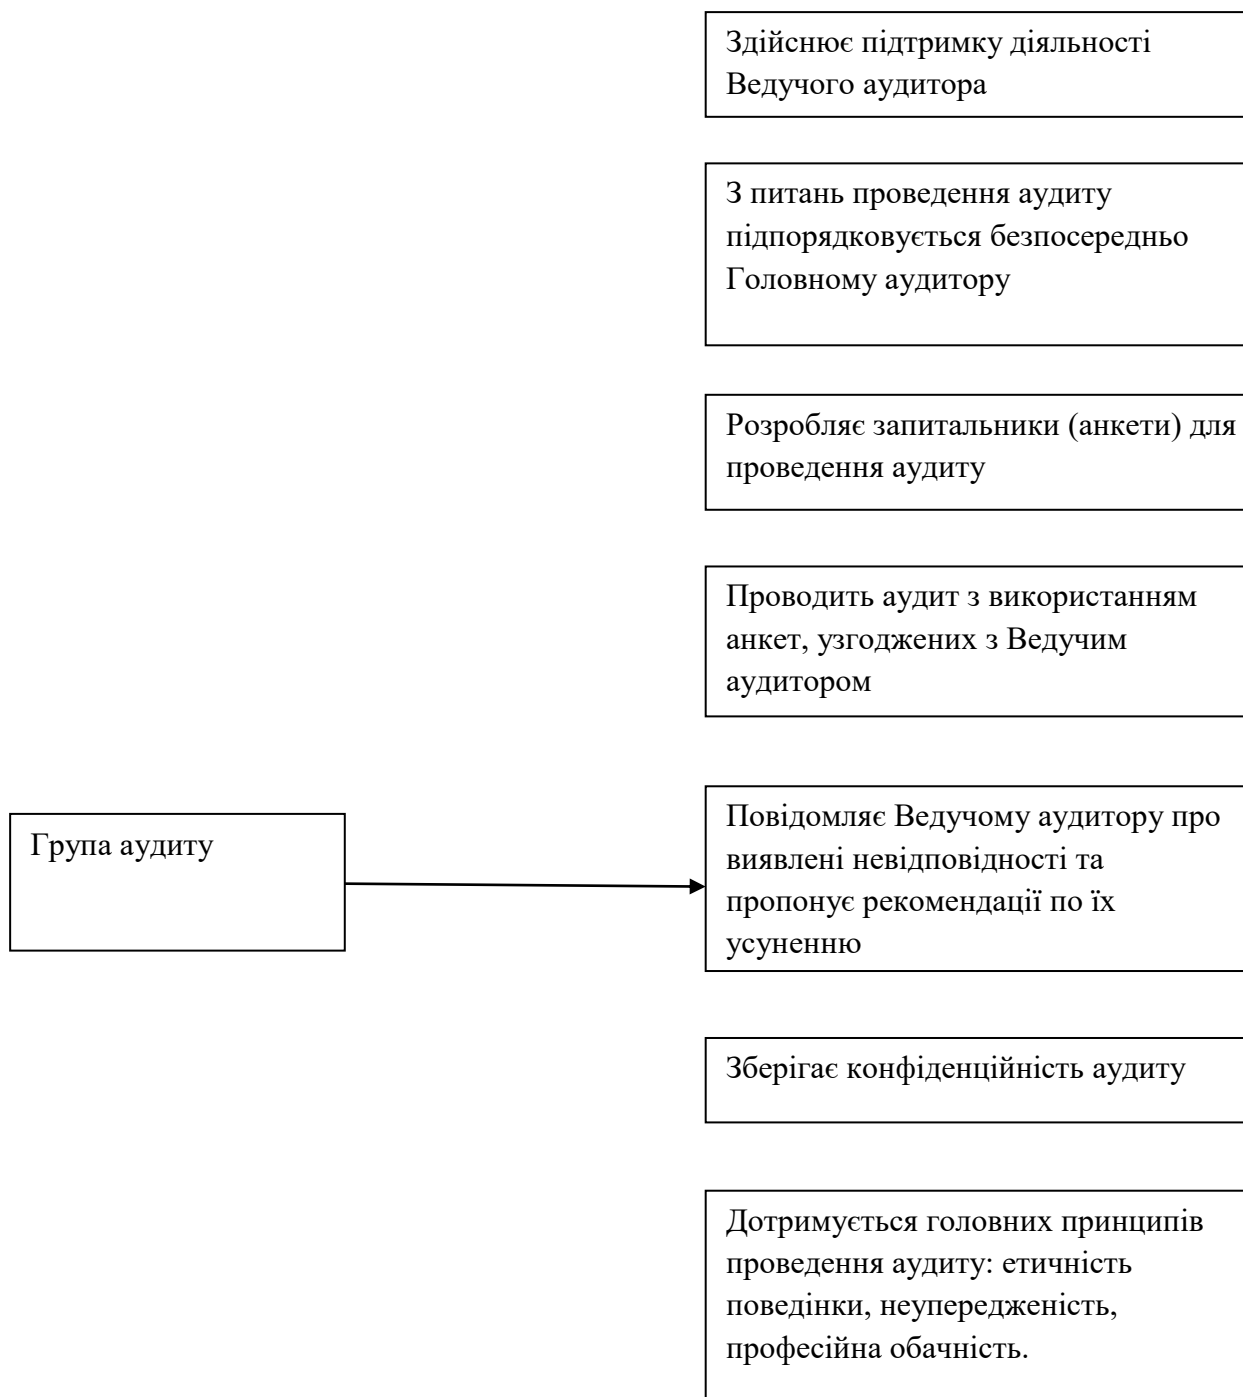 Здійснює підтримку діяльності
Ведучого аудитора
З питань проведення аудиту
підпорядковується безпосередньо
Головному аудитору
Розробляє запитальники (анкети) для
проведення аудиту
Проводить аудит з використанням
анкет, узгоджених з Ведучим
аудитором
Група аудиту
Повідомляє Ведучому аудитору про
виявлені невідповідності та
пропонує рекомендації по їх
усуненню
Зберігає конфіденційність аудиту
Дотримується головних принципів
проведення аудиту: етичність
поведінки, неупередженість,
професійна обачність.